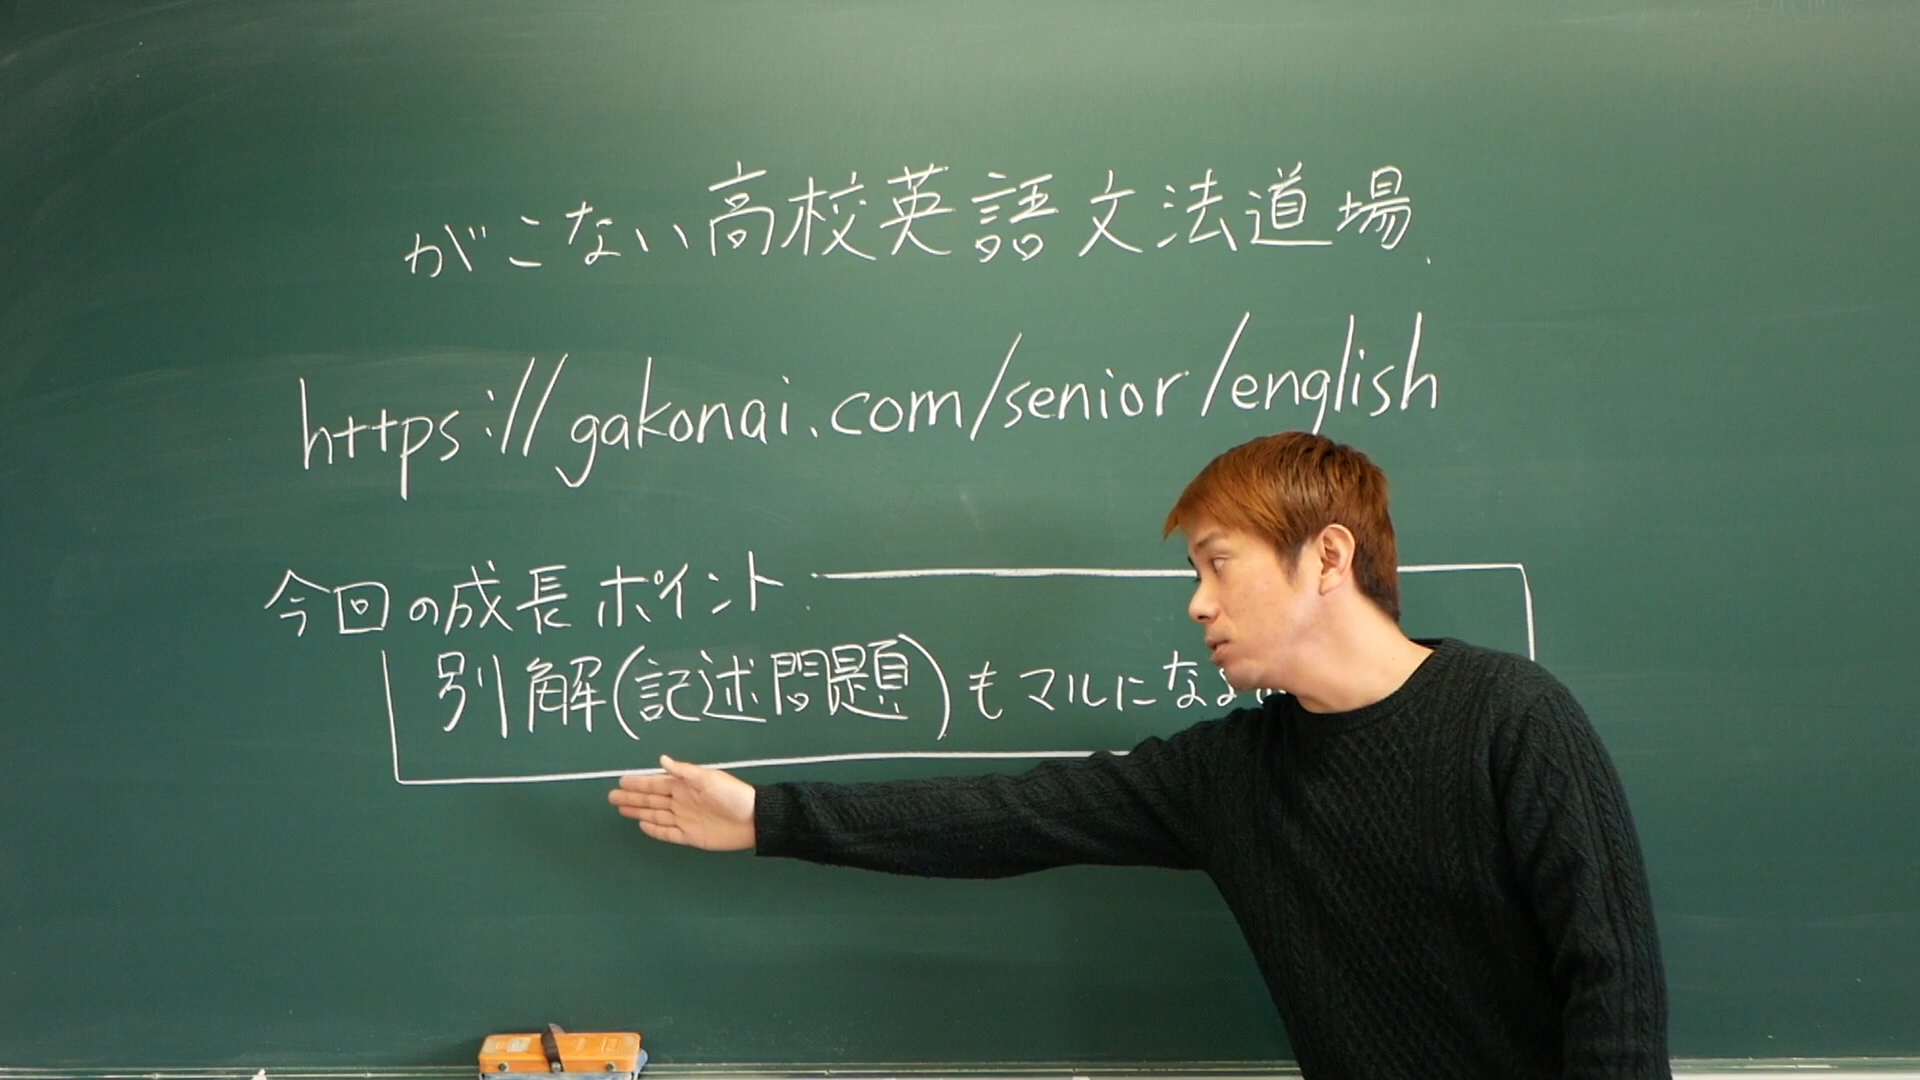 がこない高校英語文法道場.
https://gakonai.com/senior/english
今回の成長ポイント
別解(記述問題)もマルになる